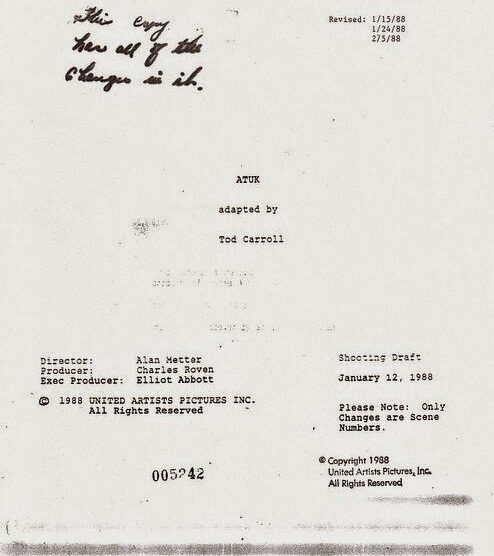 This copy
has all of the
Changes in it.
Revised: 1/15/88
1/24/88
2/5/88
ATUK
adapted by
Tod Carroll
Director: Alan Metter
Producer: Charles Roven
Exec Producer: Elliot Abbott
© 1988 UNITED ARTISTS PICTURES INC.
All Rights Reserved
Shooting Draft
January 12, 1988
Please Note: Only
Changes are Scene
Numbers.
005242
© Copyright 1988
United Artists Pictures, Inc.
All Rights Reserved